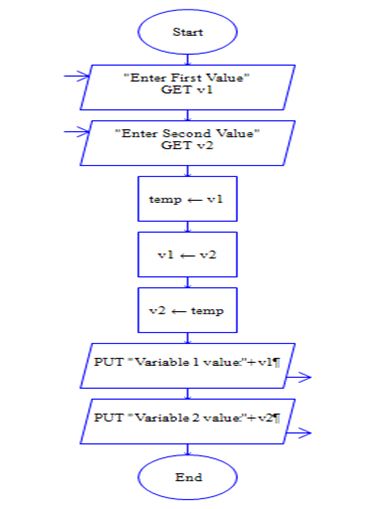 Start
"Enter First Value"
GET v1
"Enter Second Value"
GET v2
temp ← v1
v1 ← v2
v2 ← temp
PUT "Variable 1 value:"+v1¶
PUT "Variable 2 value:"+v2¶
End